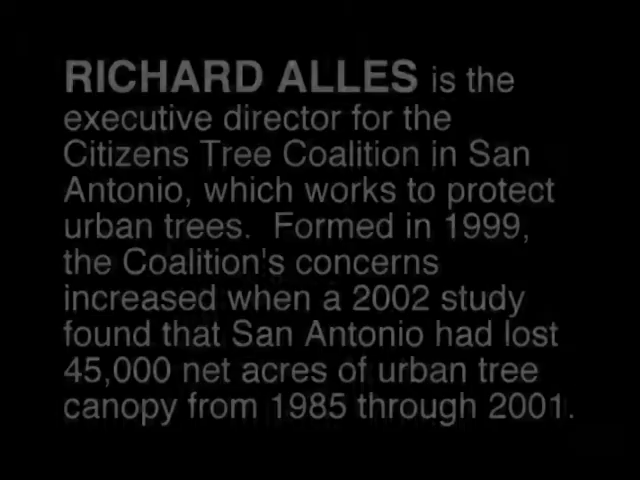 RICHARD ALLES is the
executive director for the
Citizens Tree Coalition in San
Antonio, which works to protect
urban trees.  Formed in 1999,
the Coalition's concerns
increased when a 2002 study
found that San Antonio had lost
45,000 net acres of urban tree
canopy from 1985 through 2001.